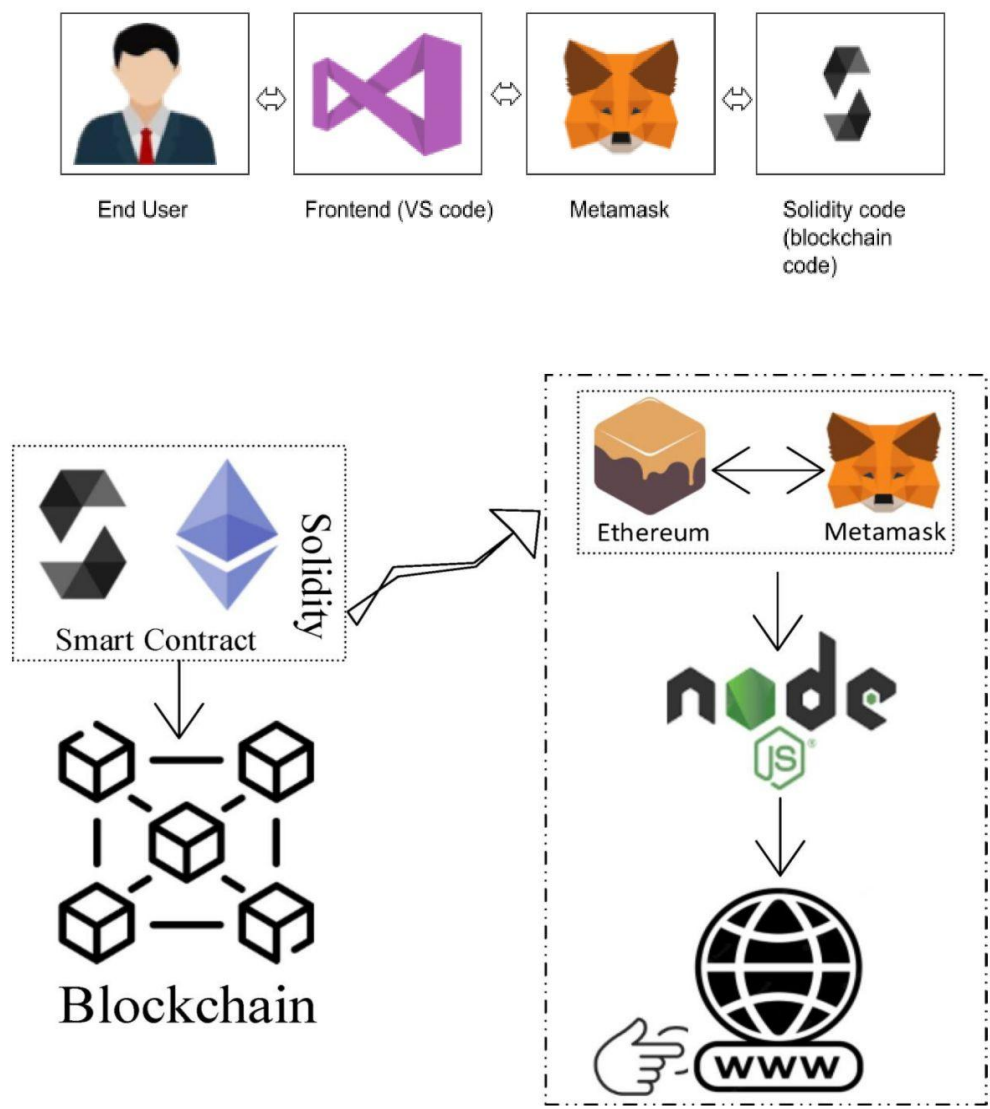 End User
Frontend (VS code)
Metamask
Solidity code
(blockchain
code)
Solidity
Smart Contract
Blockchain
Ethereum
Metamask
node
JS®
www